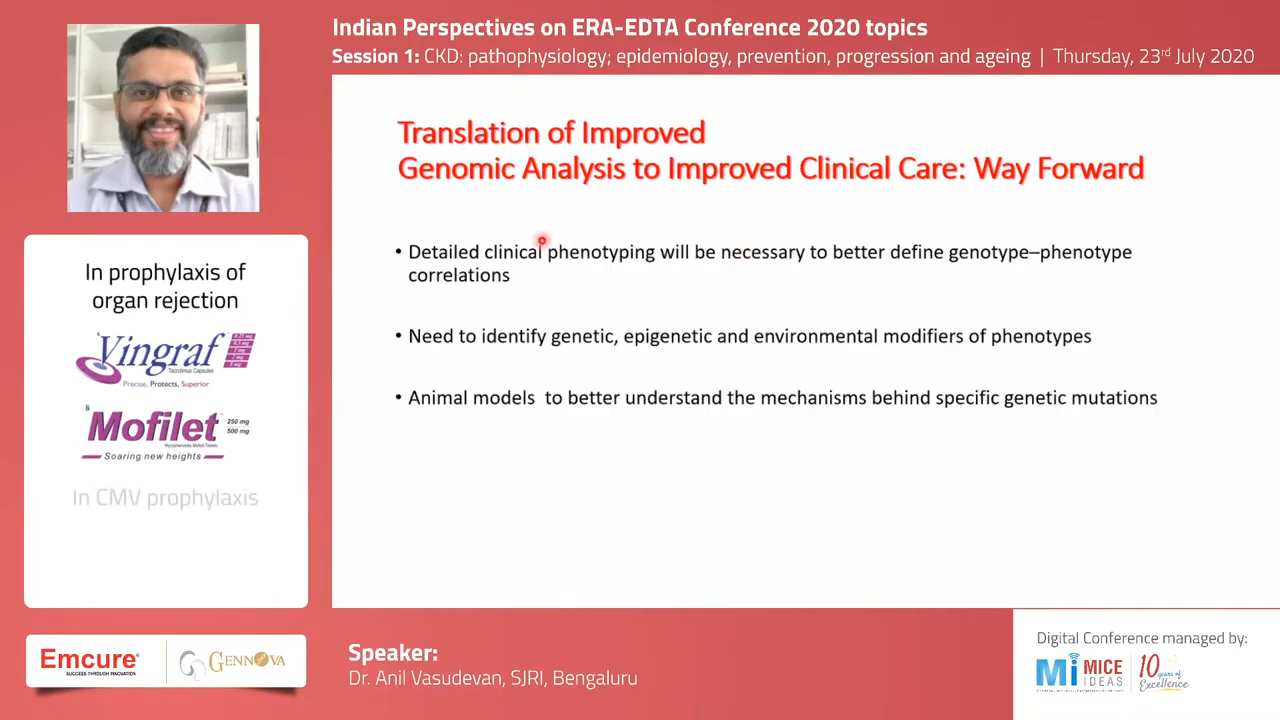 Indian Perspectives on ERA-EDTA Conference 2020 topics
Session 1: CKD: pathophysiology; epidemiology, prevention, progression and ageing | Thursday, 23rd July 2020
Translation of Improved
Genomic Analysis to Improved Clinical Care: Way Forward
• Detailed clinical phenotyping will be necessary to better define genotype–phenotype
correlations
• Need to identify genetic, epigenetic and environmental modifiers of phenotypes
• Animal models to better understand the mechanisms behind specific genetic mutations
In prophylaxis of
organ rejection
Vingraf
Tacrolimus Capsules
Precise, Protects, Superior
Mofilet
250 mg
500 mg
Mycophenolate Mofetil Tablets
Soaring new heights
In CMV prophylaxis
Emcure®
SUCCESS THROUGH INNOVATION
GENNOVA
Speaker:
Dr. Anil Vasudevan, SJRI, Bengaluru
Digital Conference managed by:
Mi MICE
IDEAS
10 years of
Excellence